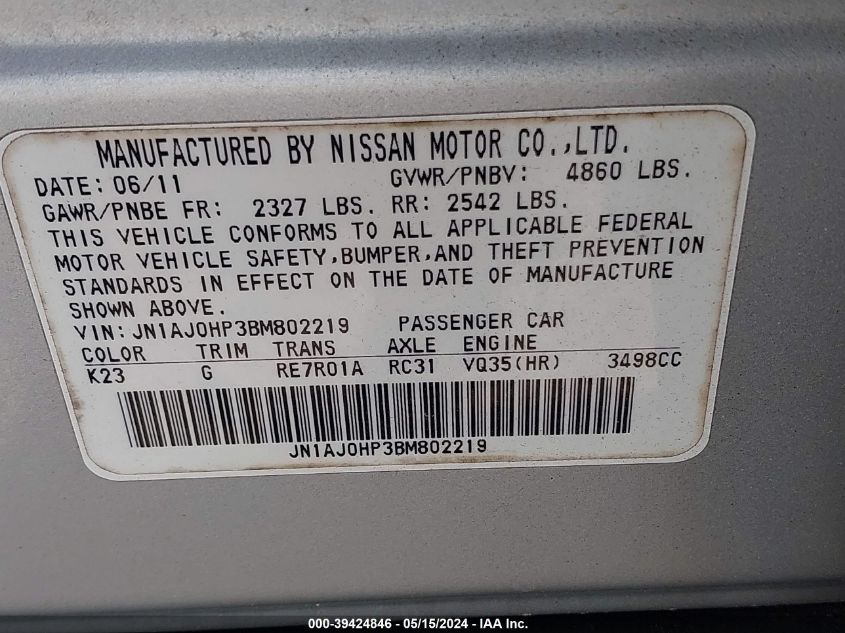 MANUFACTURED BY NISSAN MOTOR CO.,LTD.
DATE: 06/11 GVWR/PNBV: 4860 LBS.
GAWR/PNBE FR: 2327 LBS. RR: 2542 LBS.
THIS VEHICLE CONFORMS TO ALL APPLICABLE FEDERAL
MOTOR VEHICLE SAFETY,BUMPER,AND THEFT PREVENTION
STANDARDS IN EFFECT ON THE DATE OF MANUFACTURE
SHOWN ABOVE.
VIN: JN1AJ0HP3BM802219 PASSENGER CAR
COLOR TRIM TRANS AXLE ENGINE
K23 G RE7R01A RC31 VQ35(HR) 3498CC
JN1AJ0HP3BM802219
000-39424846 - 05/15/2024 - IAA Inc.